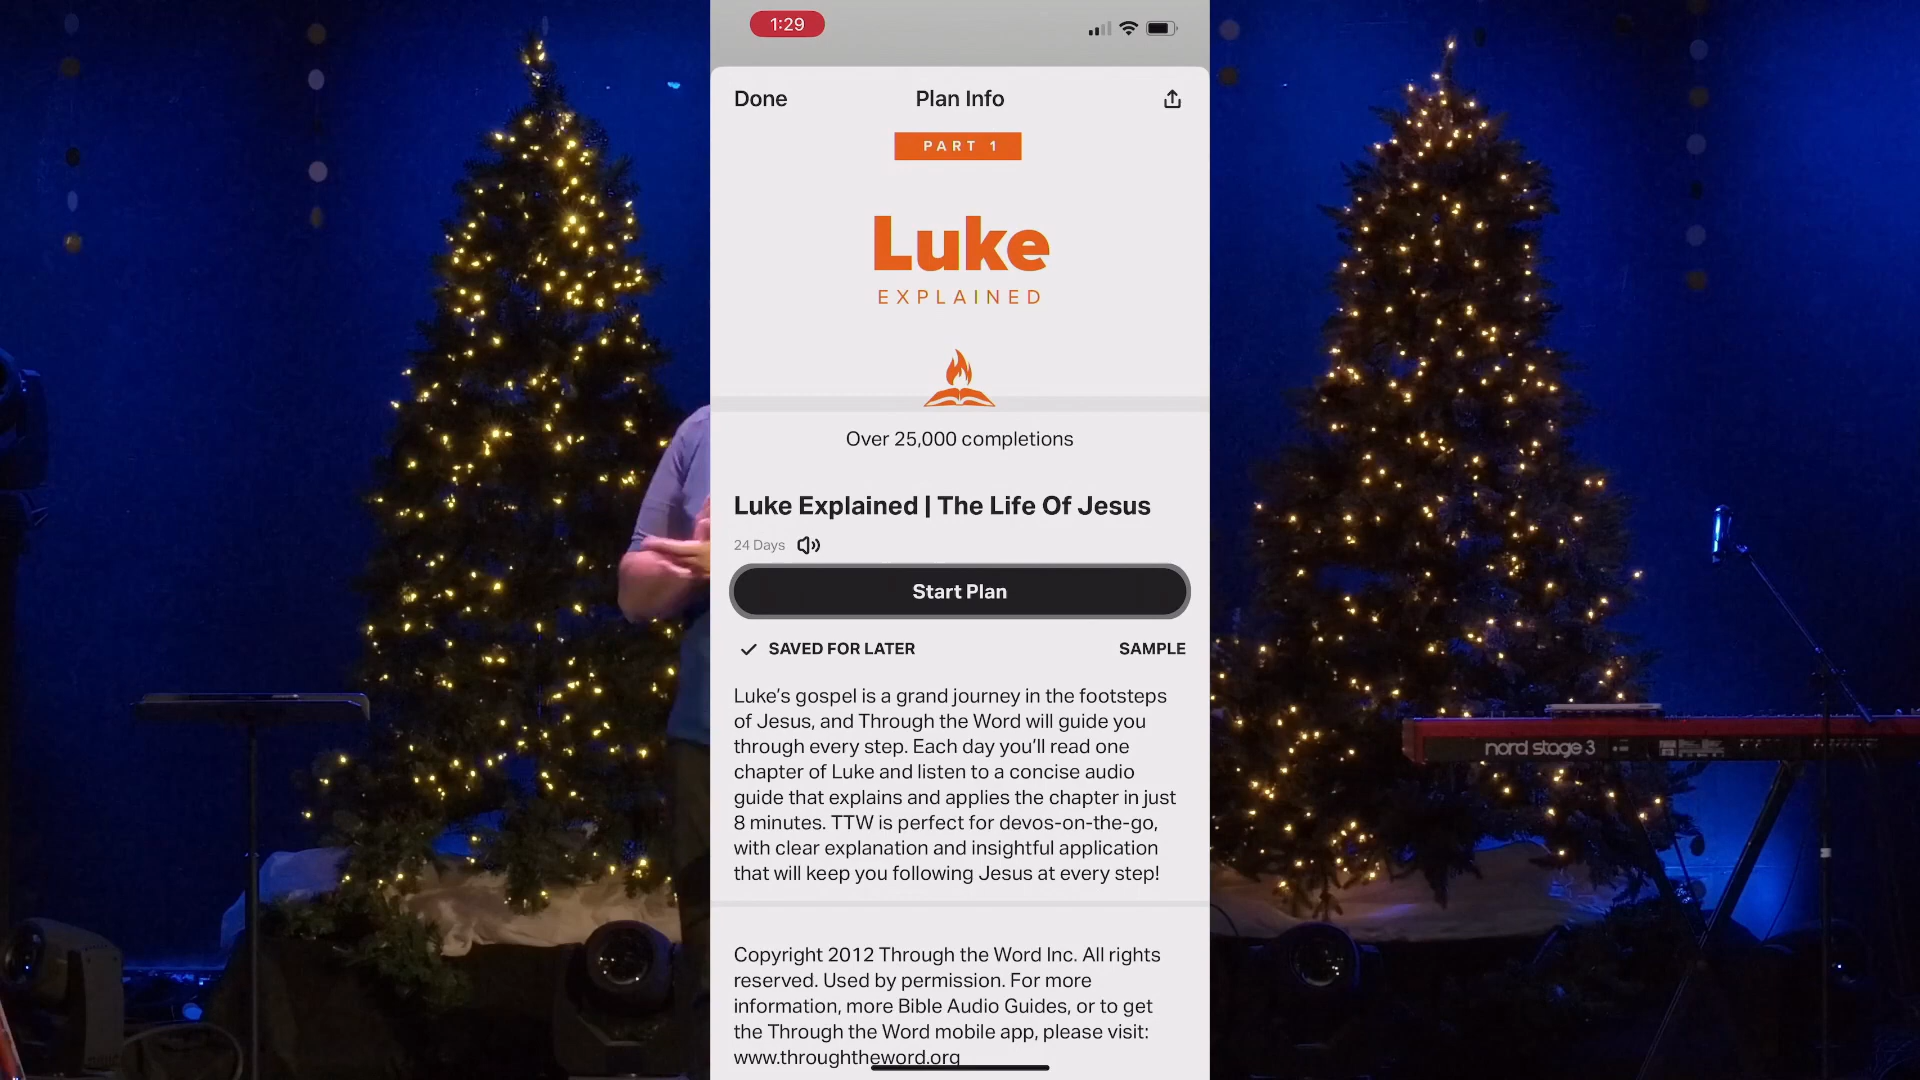 1:29
Done
Plan Info
PART 1
Luke
EXPLAINED
Over 25,000 completions
Luke Explained | The Life Of Jesus
24 Days
Start Plan
SAVED FOR LATER
SAMPLE
Luke's gospel is a grand journey in the footsteps
of Jesus, and Through the Word will guide you
through every step. Each day you'll read one
chapter of Luke and listen to a concise audio
guide that explains and applies the chapter in just
8 minutes. TTW is perfect for devos-on-the-go,
with clear explanation and insightful application
that will keep you following Jesus at every step!
Copyright 2012 Through the Word Inc. All rights
reserved. Used by permission. For more
information, more Bible Audio Guides, or to get
the Through the Word mobile app, please visit:
www.throughtheword.org
nord stage 3